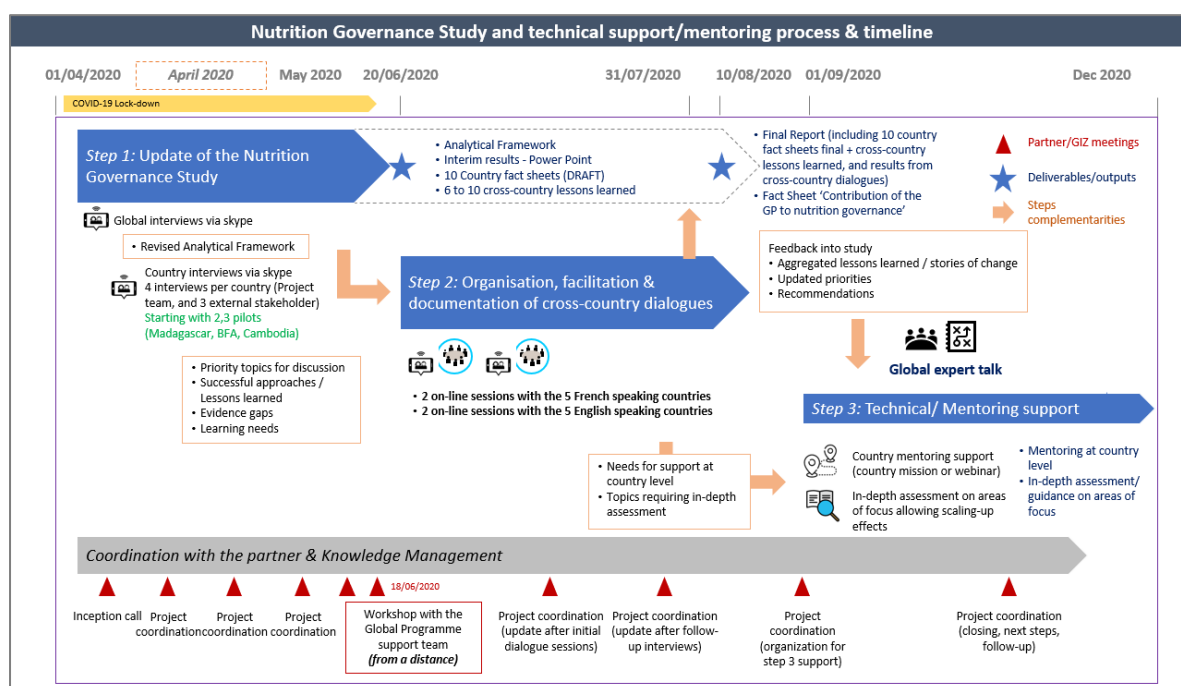 Nutrition Governance Study and technical support/mentoring process & timeline
01/04/2020
April 2020
May 2020
20/06/2020
31/07/2020
10/08/2020
01/09/2020
Dec 2020
COVID-19 Lock-down
Step 1: Update of the Nutrition
Governance Study
• Analytical Framework
• Interim results - Power Point
• 10 Country fact sheets (DRAFT)
• 6 to 10 cross-country lessons learned
• Final Report (including 10 country
fact sheets final + cross-country
lessons learned, and results from
cross-country dialogues)
• Fact Sheet ‘Contribution of the
GP to nutrition governance’
Partner/GIZ meetings
Deliverables/outputs
Steps
complementarities
Global interviews via skype
• Revised Analytical Framework
Country interviews via skype
4 interviews per country (Project
team, and 3 external stakeholder)
Starting with 2,3 pilots
(Madagascar, BFA, Cambodia)
• Priority topics for discussion
• Successful approaches /
Lessons learned
• Evidence gaps
• Learning needs
Step 2: Organisation, facilitation &
documentation of cross-country dialogues
• 2 on-line sessions with the 5 French speaking countries
• 2 on-line sessions with the 5 English speaking countries
Feedback into study
• Aggregated lessons learned / stories of change
• Updated priorities
• Recommendations
Global expert talk
Step 3: Technical/ Mentoring support
• Needs for support at
country level
• Topics requiring in-depth
assessment
Country mentoring support
(country mission or webinar)
In-depth assessment on areas
of focus allowing scaling-up
effects
• Mentoring at country
level
• In-depth assessment/
guidance on areas of
focus
Coordination with the partner & Knowledge Management
18/06/2020
Inception call
Project
coordination
Project
coordination
Project
coordination
Workshop with the
Global Programme
support team
(from a distance)
Project coordination
(update after initial
dialogue sessions)
Project coordination
(update after follow-
up interviews)
Project
coordination
(organization for
step 3 support)
Project coordination
(closing, next steps,
follow-up)